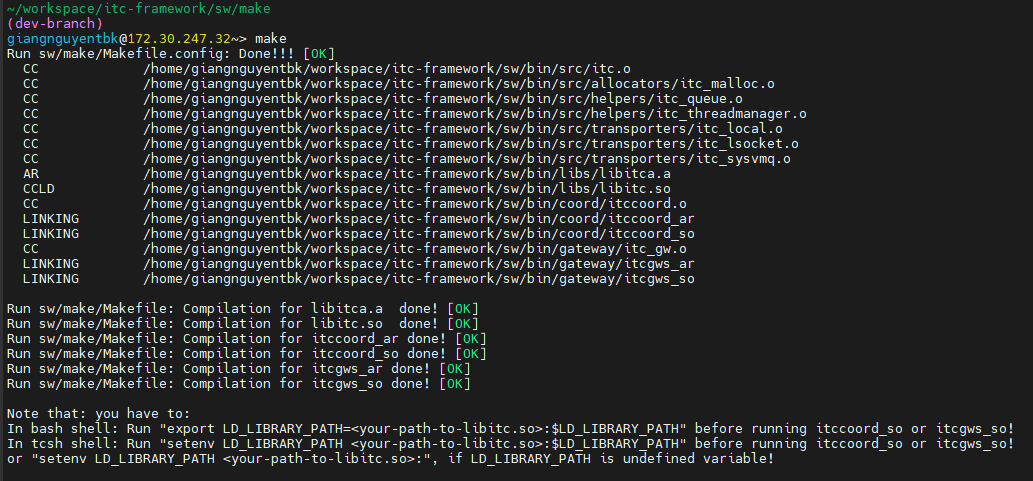 ~/workspace/itc-framework/sw/make
(dev-branch)
giangnguyentbk@172.30.247.32~> make
Run sw/make/Makefile.config: Done!!! [OK]
  CC             /home/giangnguyentbk/workspace/itc-framework/sw/bin/src/itc.o
  CC             /home/giangnguyentbk/workspace/itc-framework/sw/bin/src/allocators/itc_malloc.o
  CC             /home/giangnguyentbk/workspace/itc-framework/sw/bin/src/helpers/itc_queue.o
  CC             /home/giangnguyentbk/workspace/itc-framework/sw/bin/src/helpers/itc_threadmanager.o
  CC             /home/giangnguyentbk/workspace/itc-framework/sw/bin/src/transporters/itc_local.o
  CC             /home/giangnguyentbk/workspace/itc-framework/sw/bin/src/transporters/itc_lsocket.o
  CC             /home/giangnguyentbk/workspace/itc-framework/sw/bin/src/transporters/itc_sysvmq.o
  AR             /home/giangnguyentbk/workspace/itc-framework/sw/bin/libs/libitca.a
  CCLD           /home/giangnguyentbk/workspace/itc-framework/sw/bin/libs/libitc.so
  CC             /home/giangnguyentbk/workspace/itc-framework/sw/bin/coord/itccoord.o
  LINKING        /home/giangnguyentbk/workspace/itc-framework/sw/bin/coord/itccoord_ar
  LINKING        /home/giangnguyentbk/workspace/itc-framework/sw/bin/coord/itccoord_so
  CC             /home/giangnguyentbk/workspace/itc-framework/sw/bin/gateway/itc_gw.o
  LINKING        /home/giangnguyentbk/workspace/itc-framework/sw/bin/gateway/itcgws_ar
  LINKING        /home/giangnguyentbk/workspace/itc-framework/sw/bin/gateway/itcgws_so

Run sw/make/Makefile: Compilation for libitca.a  done! [OK]
Run sw/make/Makefile: Compilation for libitc.so  done! [OK]
Run sw/make/Makefile: Compilation for itccoord_ar done! [OK]
Run sw/make/Makefile: Compilation for itccoord_so done! [OK]
Run sw/make/Makefile: Compilation for itcgws_ar done! [OK]
Run sw/make/Makefile: Compilation for itcgws_so done! [OK]

Note that: you have to:
In bash shell: Run "export LD_LIBRARY_PATH=<your-path-to-libitc.so>:$LD_LIBRARY_PATH" before running itccoord_so or itcgws_so!
In tcsh shell: Run "setenv LD_LIBRARY_PATH <your-path-to-libitc.so>:$LD_LIBRARY_PATH" before running itccoord_so or itcgws_so!
or "setenv LD_LIBRARY_PATH <your-path-to-libitc.so>:", if LD_LIBRARY_PATH is undefined variable!